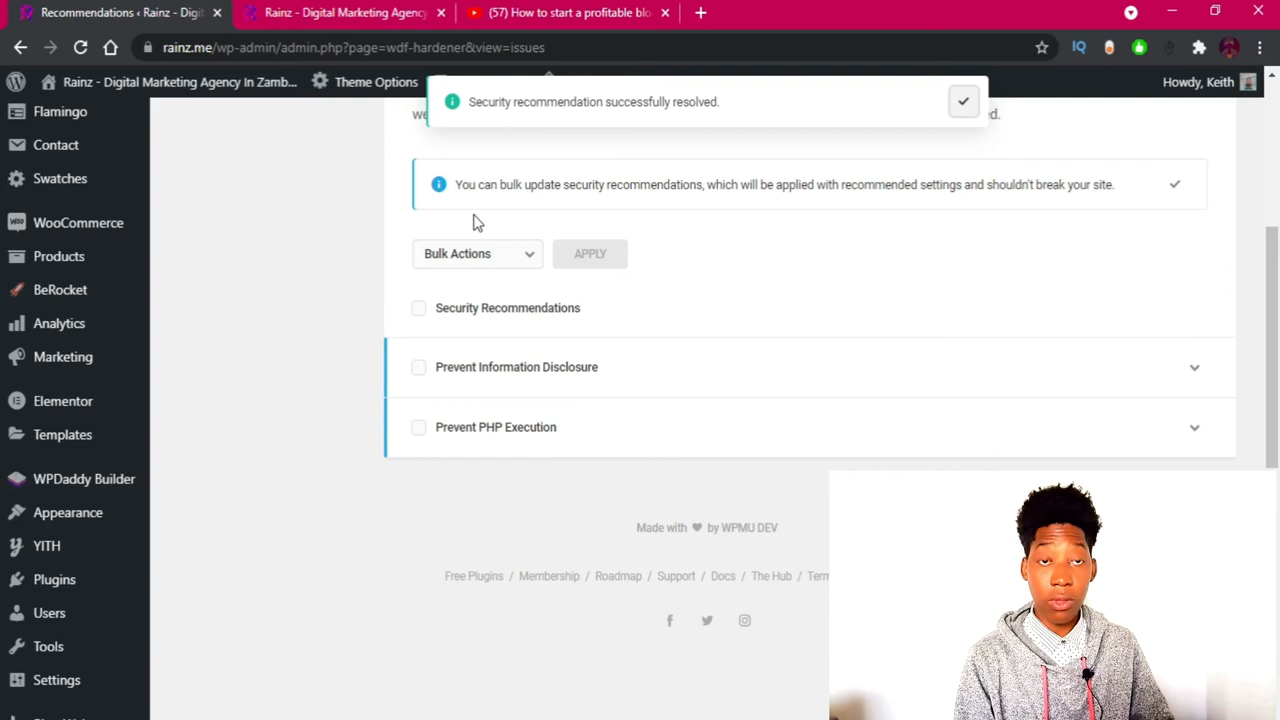 Recommendations ‹ Rainz - Digit
Rainz - Digital Marketing Agency
(57) How to start a profitable blo
rainz.me/wp-admin/admin.php?page=wdf-hardener&view=issues
IQ
Rainz - Digital Marketing Agency In Zamb...
Theme Options
Howdy, Keith
Security recommendation successfully resolved.
we
ed.
You can bulk update security recommendations, which will be applied with recommended settings and shouldn't break your site.
Bulk Actions
APPLY
Security Recommendations
Prevent Information Disclosure
Prevent PHP Execution
Flamingo
Contact
Swatches
WOO WooCommerce
Products
BeRocket
Analytics
Marketing
Elementor
Templates
WPDaddy Builder
Appearance
YITH
Plugins
Users
Tools
Settings
Made with ♥ by WPMU DEV
Free Plugins / Membership / Roadmap / Support / Docs / The Hub / Term